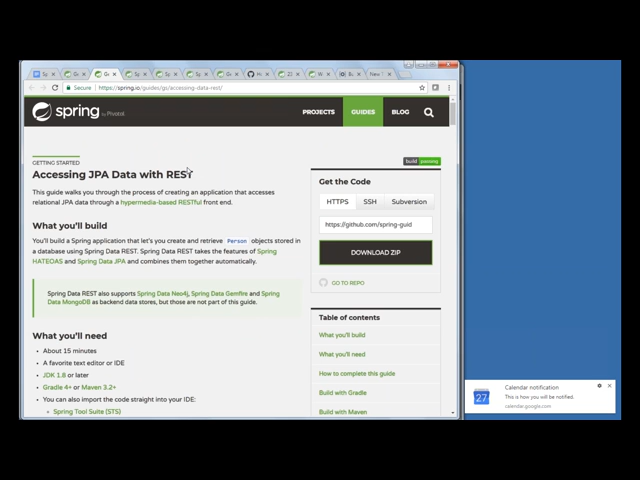 Secure
https://spring.io/guides/gs/accessing-data-rest/
spring by Pivotal
PROJECTS
GUIDES
BLOG
GETTING STARTED
build passing
Accessing JPA Data with REST
This guide walks you through the process of creating an application that accesses
relational JPA data through a hypermedia-based RESTful front end.
What you'll build
You'll build a Spring application that let's you create and retrieve Person objects stored in
a database using Spring Data REST. Spring Data REST takes the features of Spring
HATEOAS and Spring Data JPA and combines them together automatically.
Spring Data REST also supports Spring Data Neo4j, Spring Data Gemfire and Spring
Data MongoDB as backend data stores, but those are not part of this guide.
What you'll need
• About 15 minutes
• A favorite text editor or IDE
• JDK 1.8 or later
• Gradle 4+ or Maven 3.2+
• You can also import the code straight into your IDE:
Spring Tool Suite (STS)
Get the Code
HTTPS
SSH
Subversion
https://github.com/spring-guid
DOWNLOAD ZIP
GO TO REPO
Table of contents
What you'll build
What you'll need
How to complete this guide
Build with Gradle
Build with Maven
27
Calendar notification
This is how you will be notified.
calendar.google.com